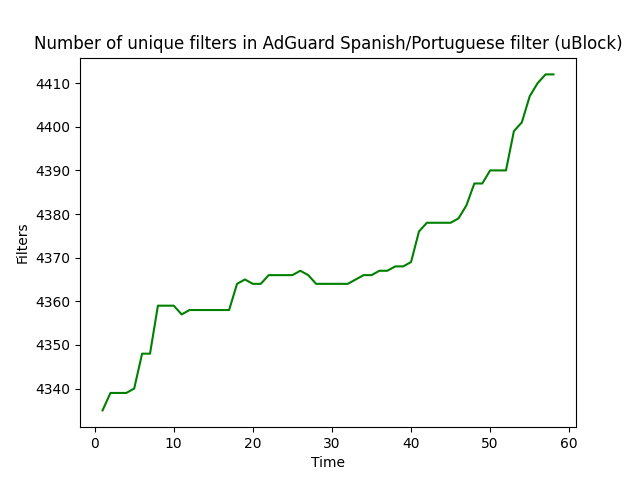 Number of unique filters in AdGuard Spanish/Portuguese filter (uBlock)
4410
4400
4390
4380
4370
4360
4350
4340
Filters
0 10 20 30 40 50 60
Time